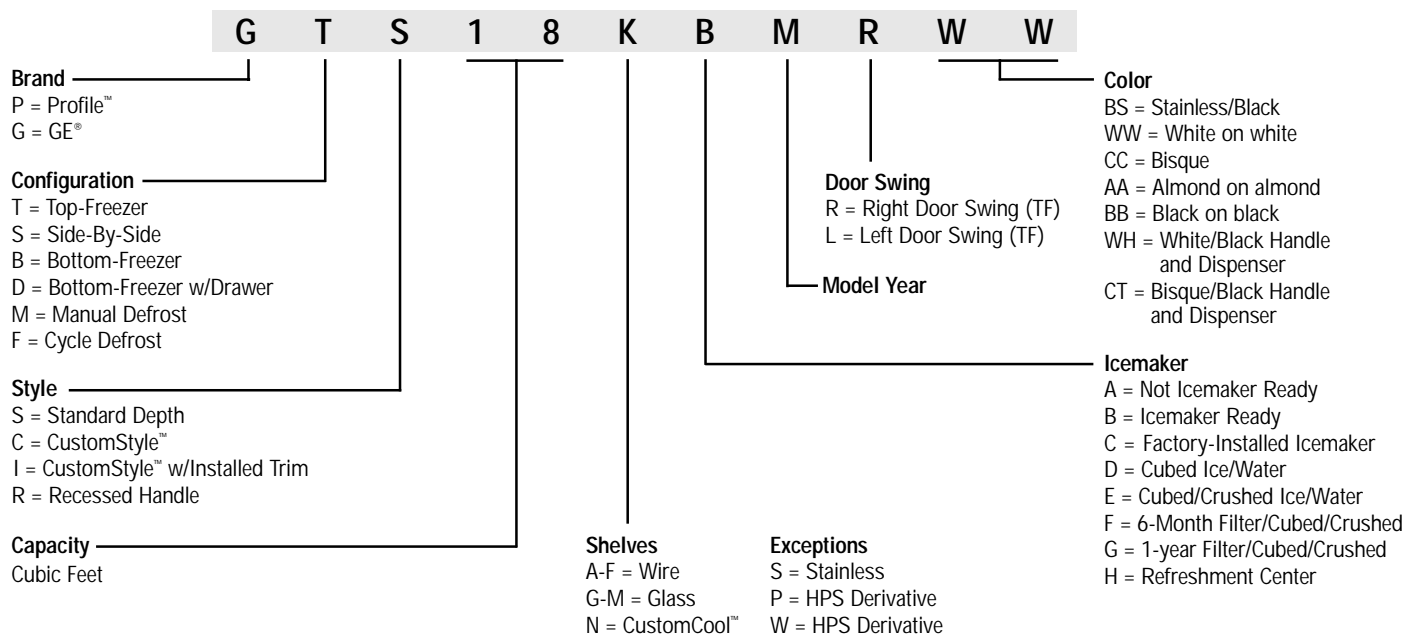 G T S 1 8 K B M R W W
Brand
P = Profile™
G = GE®
Configuration
T = Top-Freezer
S = Side-By-Side
B = Bottom-Freezer
D = Bottom-Freezer w/Drawer
M = Manual Defrost
F = Cycle Defrost
Style
S = Standard Depth
C = CustomStyle™
I = CustomStyle™ w/Installed Trim
R = Recessed Handle
Capacity
Cubic Feet
Shelves
A-F = Wire
G-M = Glass
N = CustomCool™
Exceptions
S = Stainless
P = HPS Derivative
W = HPS Derivative
Door Swing
R = Right Door Swing (TF)
L = Left Door Swing (TF)
Model Year
Color
BS = Stainless/Black
WW = White on white
CC = Bisque
AA = Almond on almond
BB = Black on black
WH = White/Black Handle
and Dispenser
CT = Bisque/Black Handle
and Dispenser
Icemaker
A = Not Icemaker Ready
B = Icemaker Ready
C = Factory-Installed Icemaker
D = Cubed Ice/Water
E = Cubed/Crushed Ice/Water
F = 6-Month Filter/Cubed/Crushed
G = 1-year Filter/Cubed/Crushed
H = Refreshment Center